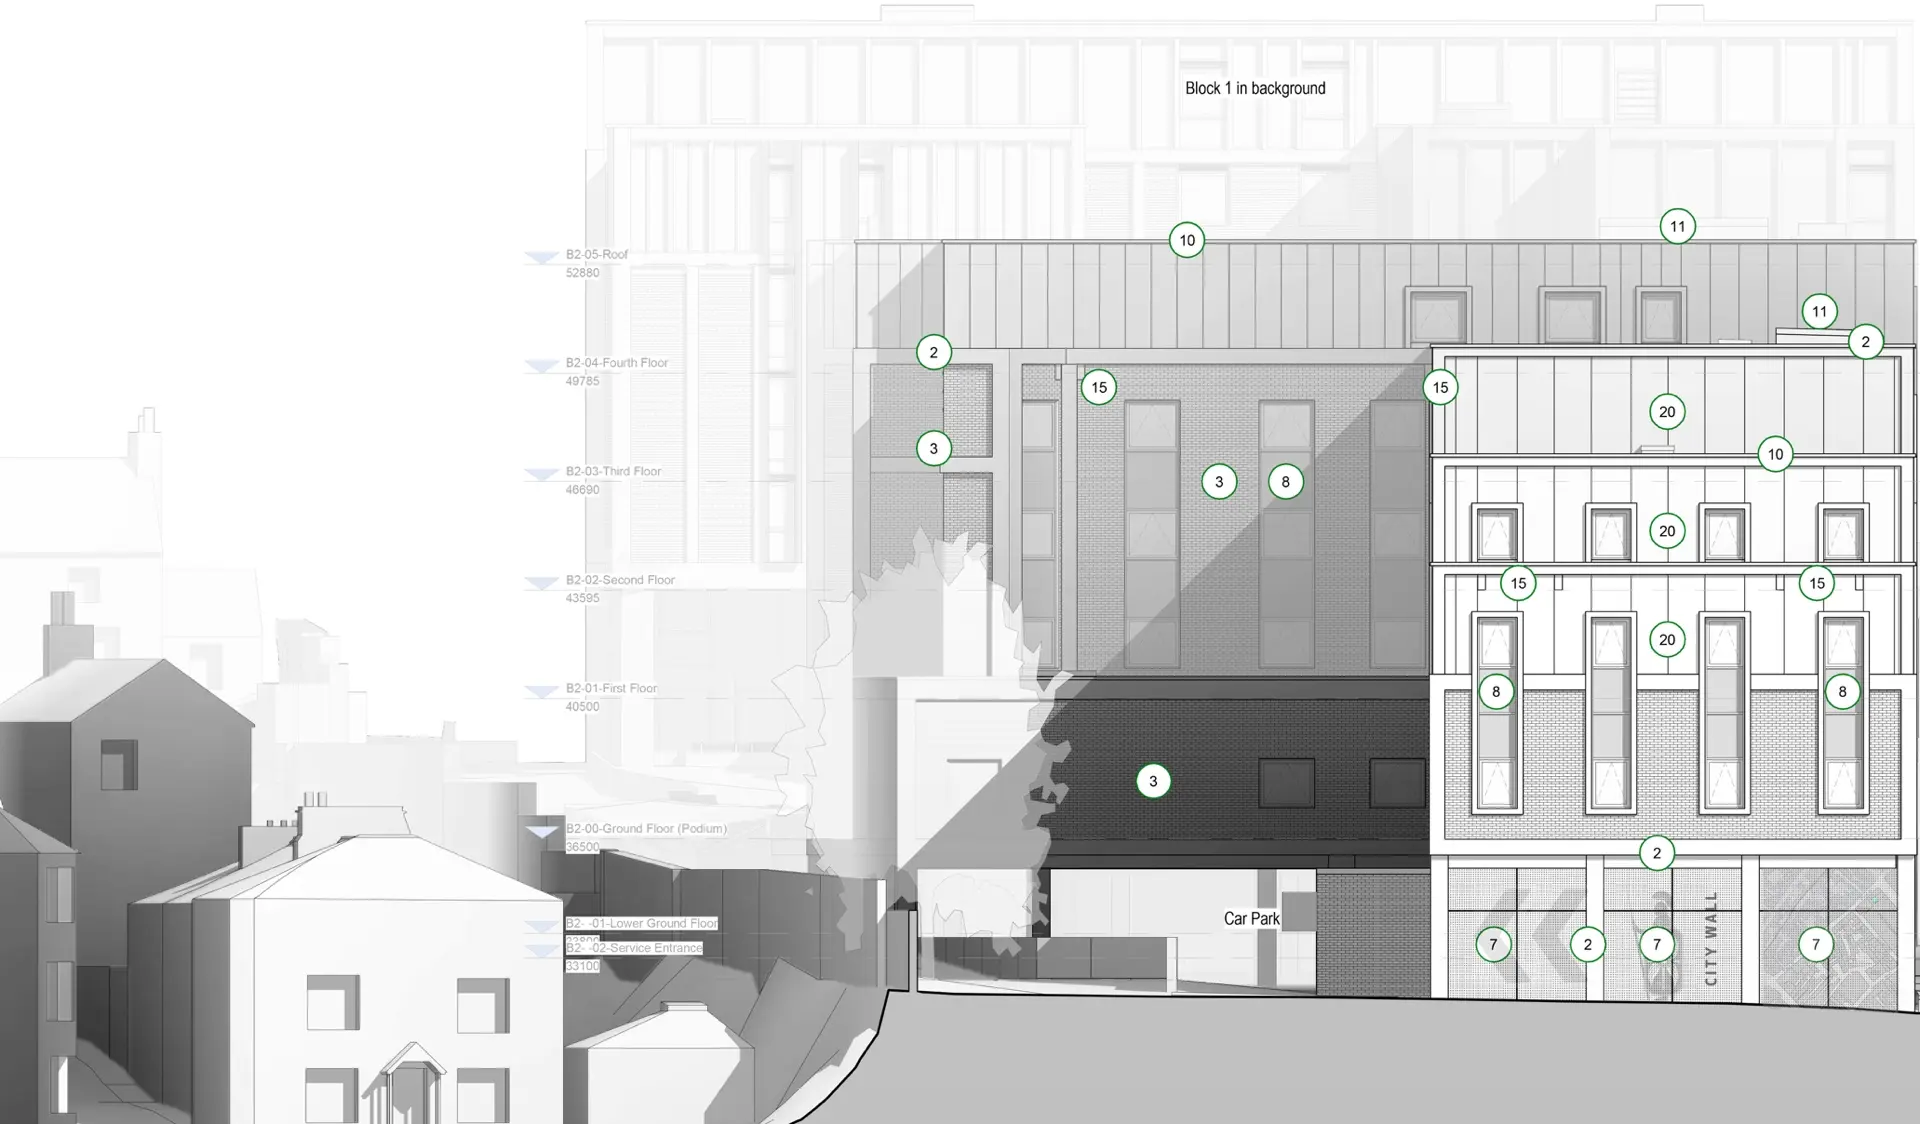 Block 1 in background
11
10
B2-05-Roof
52880
11
2
2
B2-04-Fourth Floor
49785
15
15
20
3
10
B2-03-Third Floor
46690
3
8
20
B2-02-Second Floor
43595
15
15
20
B2-01-First Floor
40500
8
8
3
B2-00-Ground Floor (Podium)
36500
2
B2- -01-Lower Ground Floor
B2- -02-Service Entrance
33100
Car Park
7
2
7
CITY WALL
7